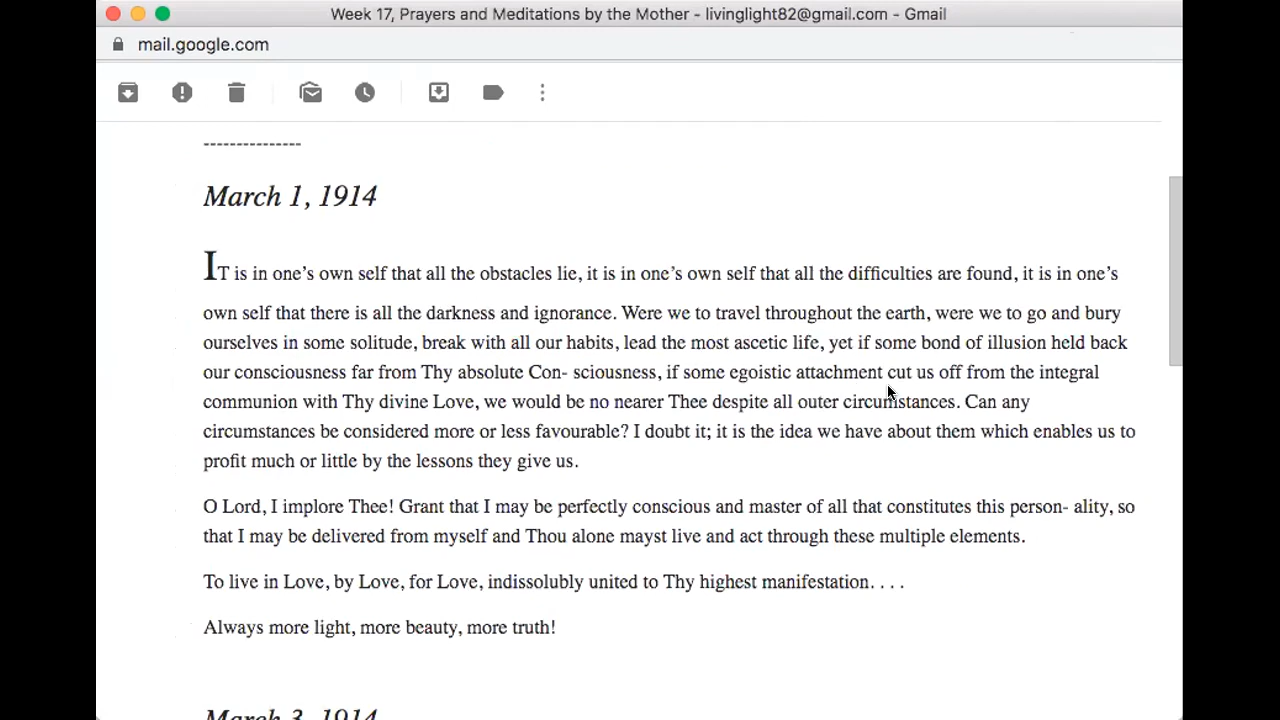 Week 17, Prayers and Meditations by the Mother - livinglight82@gmail.com - Gmail
mail.google.com
---------------
March 1, 1914
IT is in one’s own self that all the obstacles lie, it is in one’s own self that all the difficulties are found, it is in one’s
own self that there is all the darkness and ignorance. Were we to travel throughout the earth, were we to go and bury
ourselves in some solitude, break with all our habits, lead the most ascetic life, yet if some bond of illusion held back
our consciousness far from Thy absolute Con- sciousness, if some egoistic attachment cut us off from the integral
communion with Thy divine Love, we would be no nearer Thee despite all outer circumstances. Can any
circumstances be considered more or less favourable? I doubt it; it is the idea we have about them which enables us to
profit much or little by the lessons they give us.
O Lord, I implore Thee! Grant that I may be perfectly conscious and master of all that constitutes this person- ality, so
that I may be delivered from myself and Thou alone mayst live and act through these multiple elements.
To live in Love, by Love, for Love, indissolubly united to Thy highest manifestation. . . .
Always more light, more beauty, more truth!
March 3, 1914